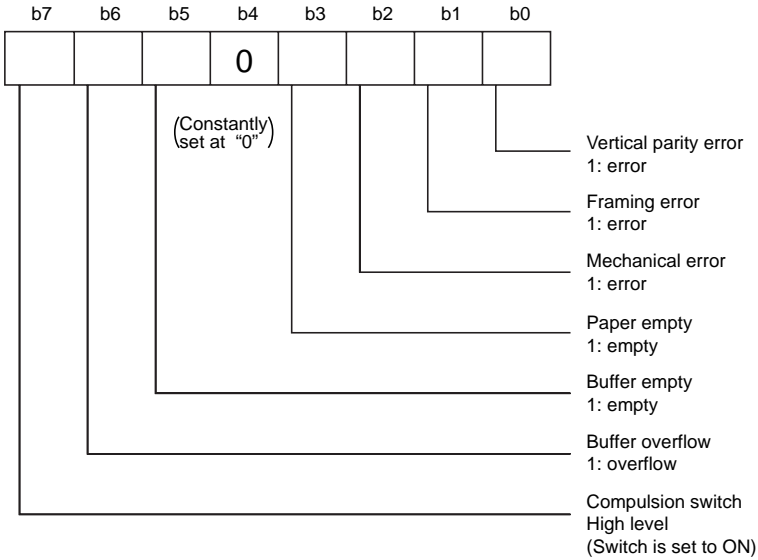 b7 b6 b5 b4 b3 b2 b1 b0
0
(Constantly)
(set at “0”)
Vertical parity error
1: error
Framing error
1: error
Mechanical error
1: error
Paper empty
1: empty
Buffer empty
1: empty
Buffer overflow
1: overflow
Compulsion switch
High level
(Switch is set to ON)